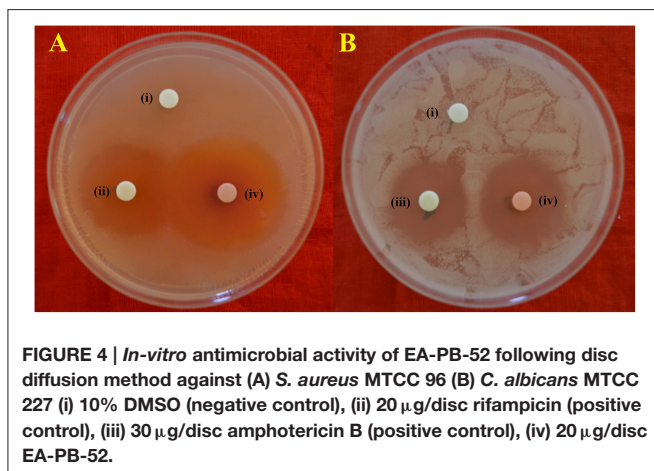 A
B
(i)
(i)
(ii)
(iv)
(iii)
(iv)
FIGURE 4 | In-vitro antimicrobial activity of EA-PB-52 following disc
diffusion method against (A) S. aureus MTCC 96 (B) C. albicans MTCC
227 (i) 10% DMSO (negative control), (ii) 20 μg/disc rifampicin (positive
control), (iii) 30 μg/disc amphotericin B (positive control), (iv) 20 μg/disc
EA-PB-52.